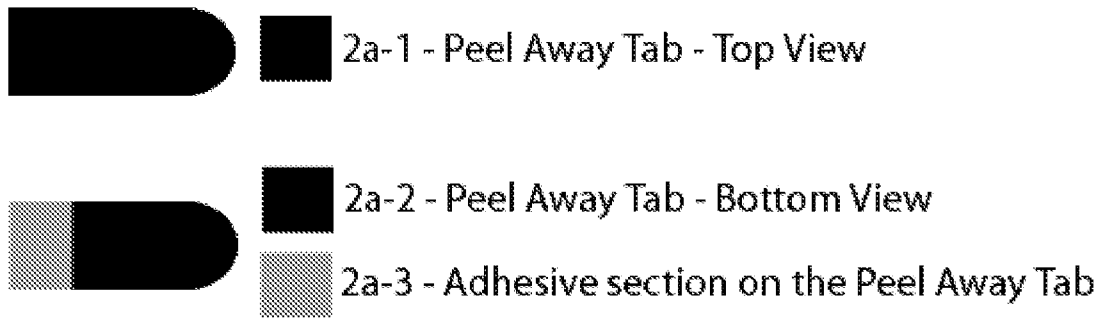 2a-1 - Peel Away Tab - Top View
2a-2 - Peel Away Tab - Bottom View
2a-3 - Adhesive section on the Peel Away Tab